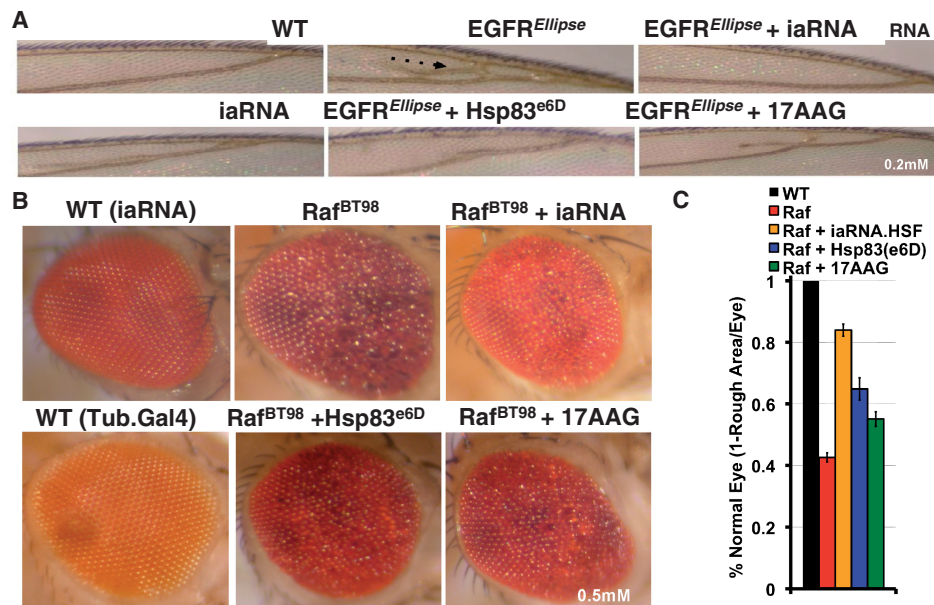 A
WT
EGFR^Ellipse
EGFR^Ellipse + iaRNA
RNA
iaRNA
EGFR^Ellipse + Hsp83^e6D
EGFR^Ellipse + 17AAG
0.2mM
B
WT (iaRNA)
Raf^BT98
Raf^BT98 + iaRNA
WT (Tub.Gal4)
Raf^BT98 +Hsp83^e6D
Raf^BT98 + 17AAG
0.5mM
C
WT
Raf
Raf + iaRNA.HSF
Raf + Hsp83(e6D)
Raf + 17AAG
% Normal Eye (1-Rough Area/Eye)
1
0.8
0.6
0.4
0.2
0